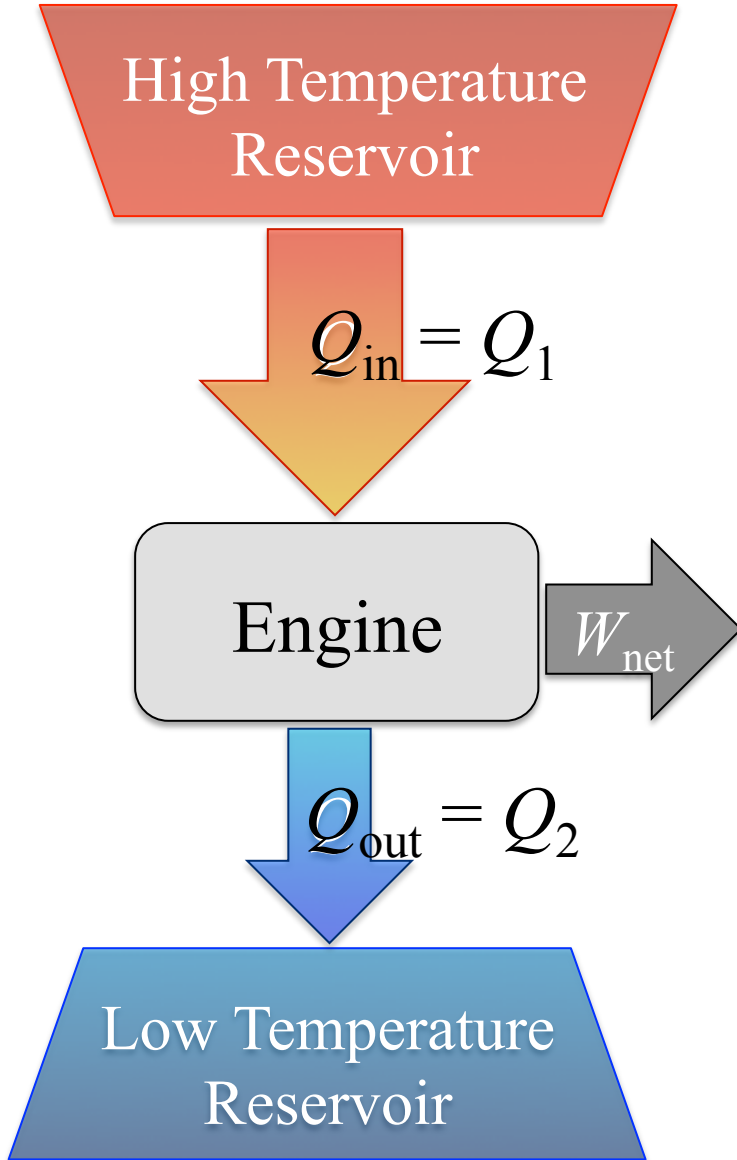 High Temperature
Reservoir
Q_in = Q_1
Engine
W_net
Q_out = Q_2
Low Temperature
Reservoir